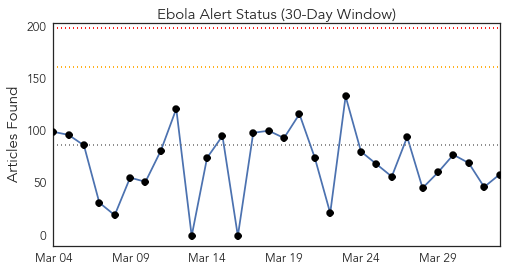 Ebola Alert Status (30-Day Window)
Articles Found
200
150
100
50
0
Mar 04 Mar 09 Mar 14 Mar 19 Mar 24 Mar 29